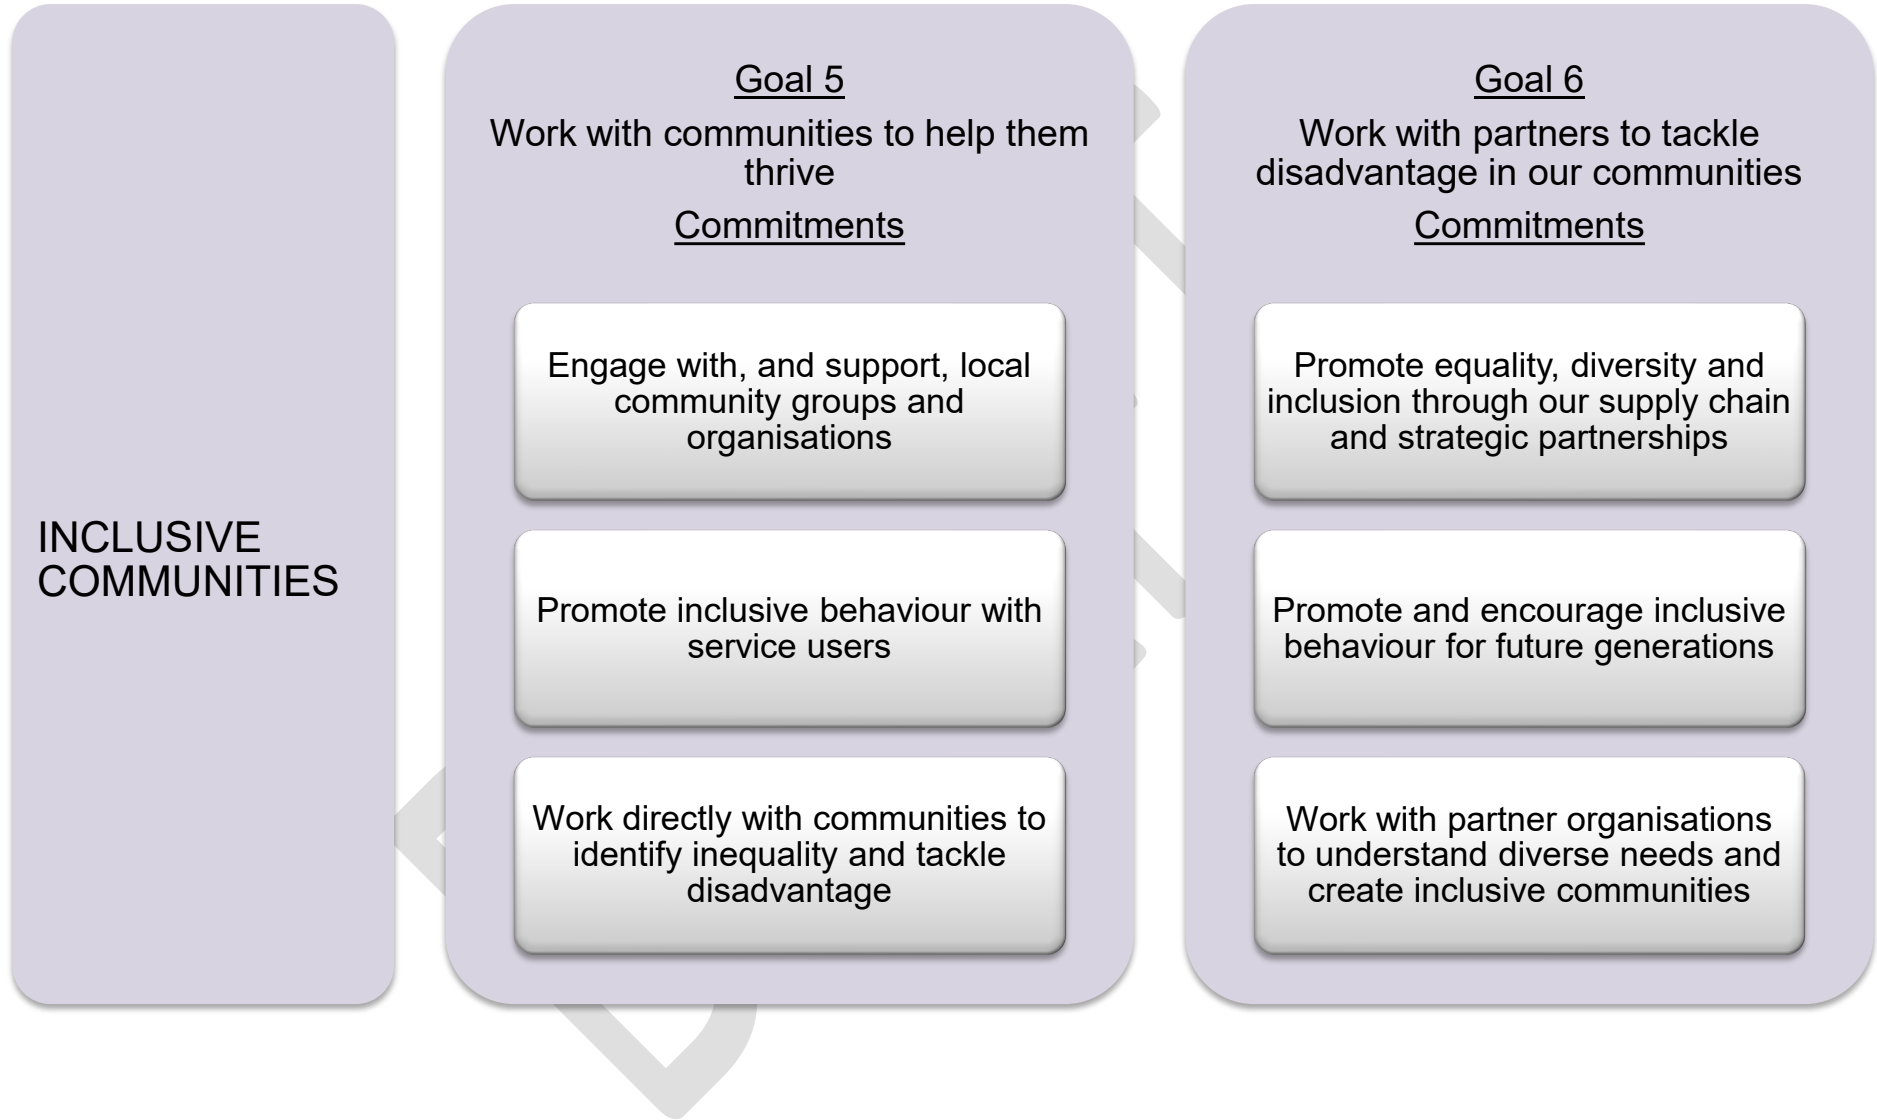 INCLUSIVE
COMMUNITIES
Goal 5
Work with communities to help them
thrive
Commitments
Engage with, and support, local
community groups and
organisations
Promote inclusive behaviour with
service users
Work directly with communities to
identify inequality and tackle
disadvantage
Goal 6
Work with partners to tackle
disadvantage in our communities
Commitments
Promote equality, diversity and
inclusion through our supply chain
and strategic partnerships
Promote and encourage inclusive
behaviour for future generations
Work with partner organisations
to understand diverse needs and
create inclusive communities